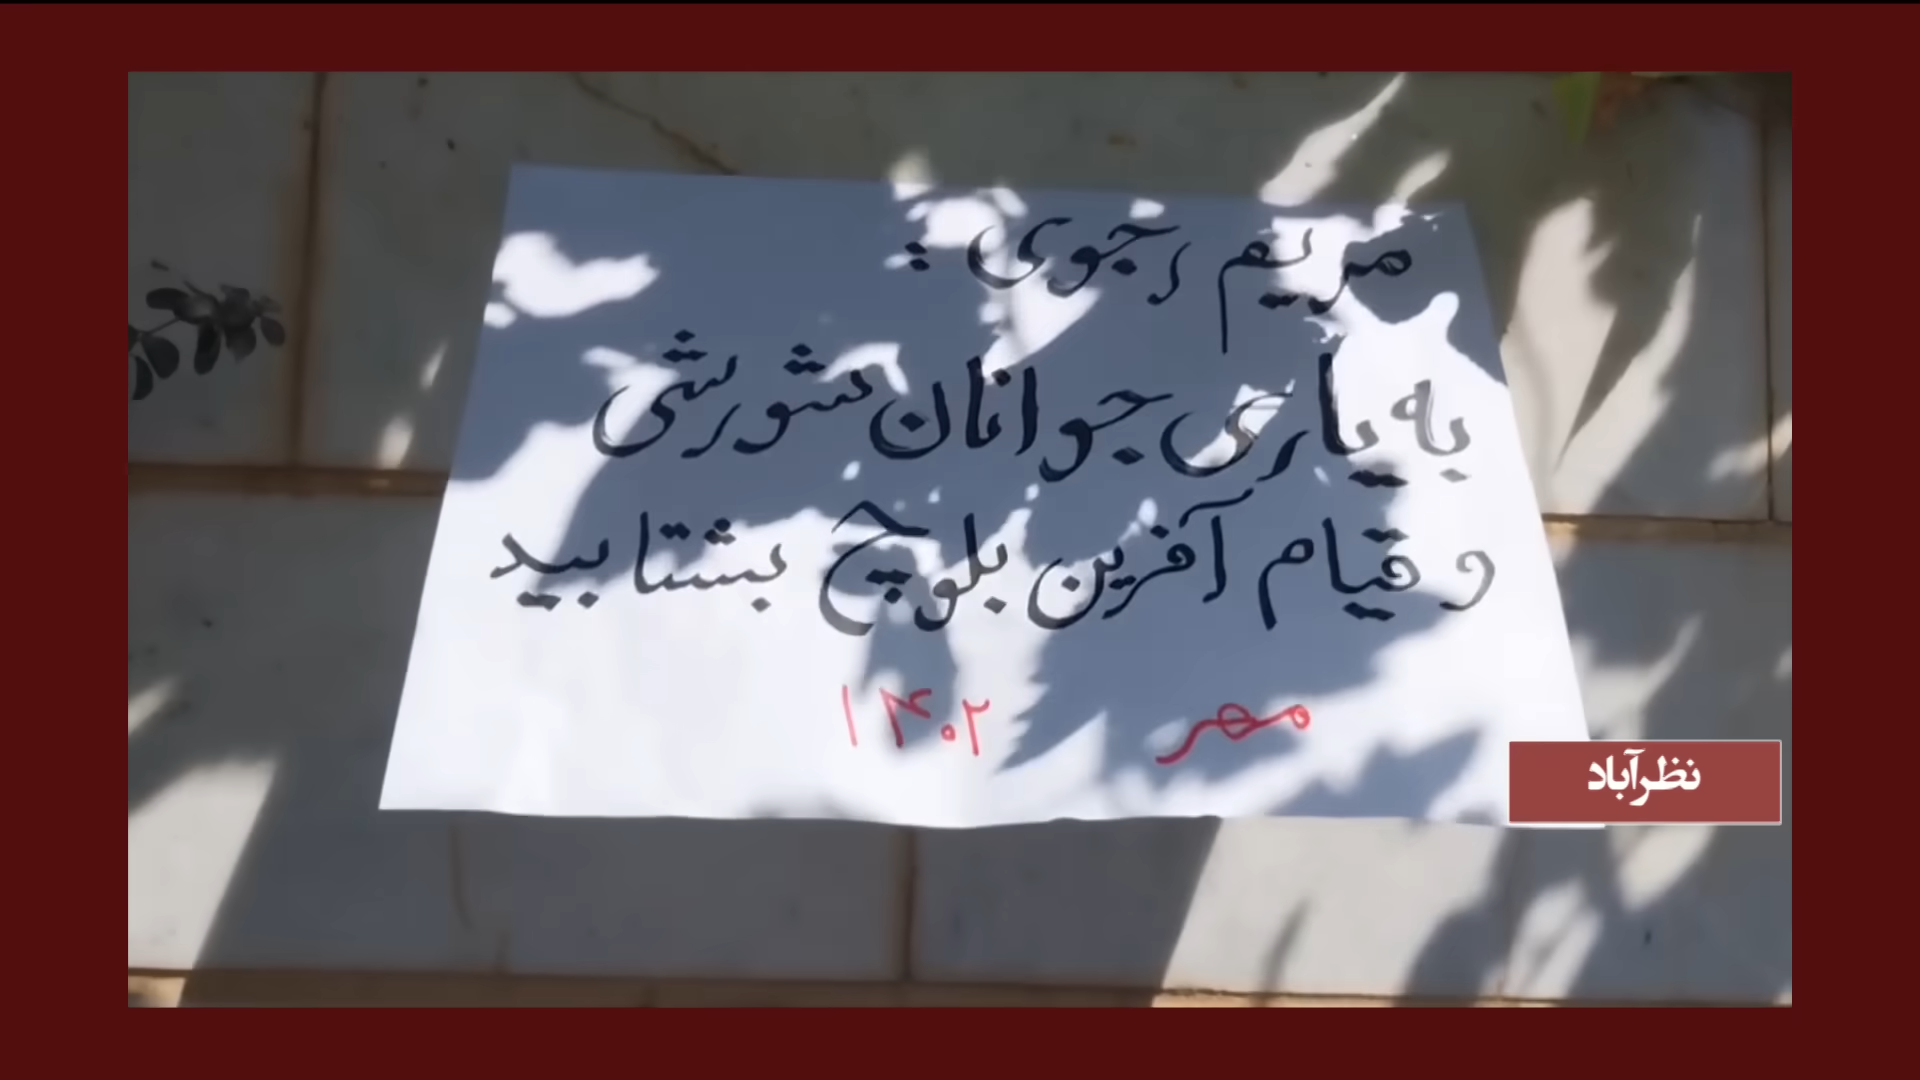 مریم رجوی :
به یاری جوانان شورشی
و قیام آفرین بلوچ بشتابید
مهر ۱۴۰۲
نظرآباد